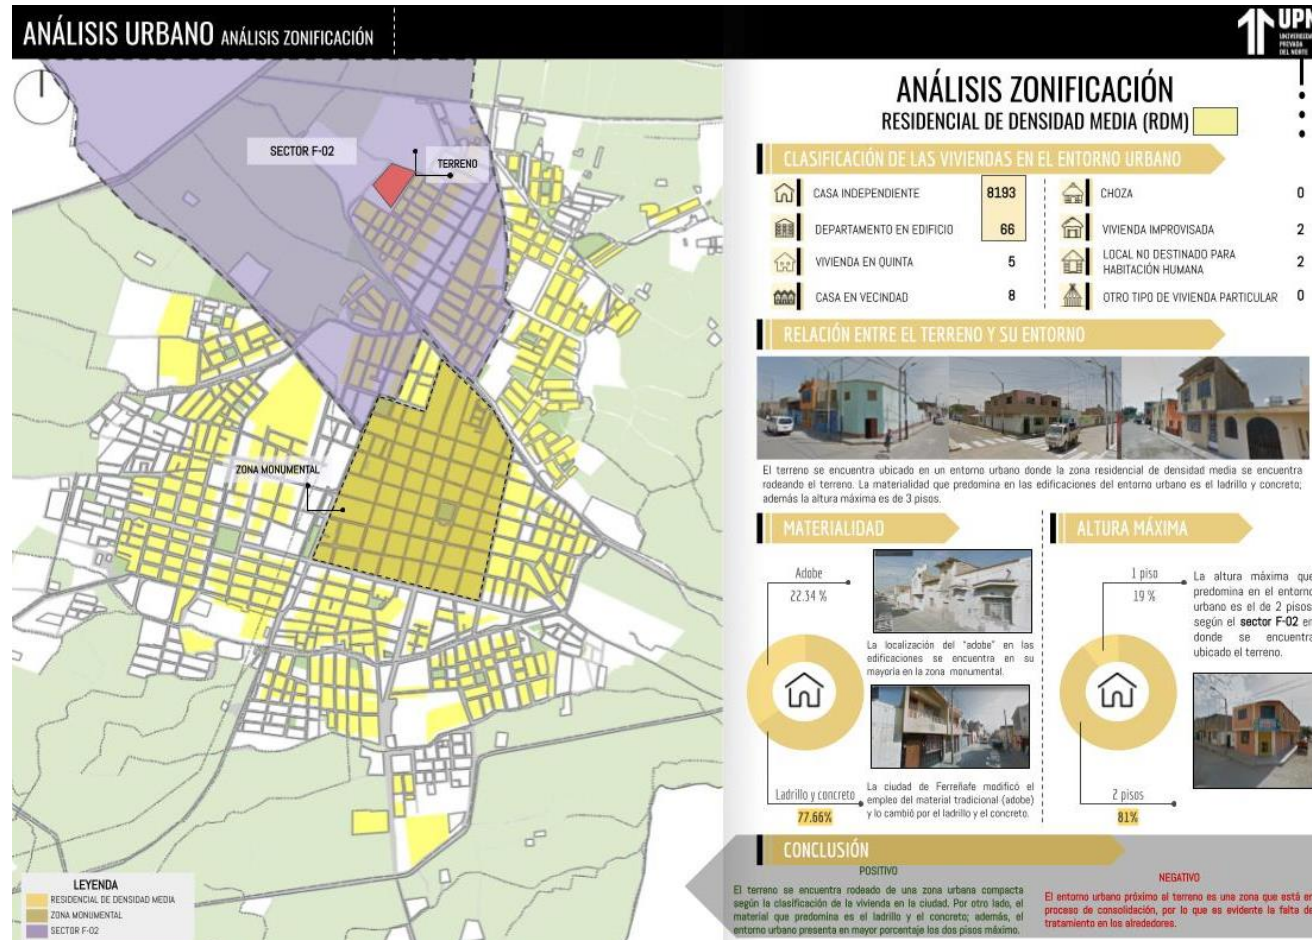 ANÁLISIS URBANO ANÁLISIS ZONIFICACIÓN
UPN
UNIVERSIDAD
PRIVADA
DEL NORTE
SECTOR F-02
TERRENO
ZONA MONUMENTAL
LEYENDA
RESIDENCIAL DE DENSIDAD MEDIA
ZONA MONUMENTAL
SECTOR F-02
ANÁLISIS ZONIFICACIÓN
RESIDENCIAL DE DENSIDAD MEDIA (RDM)
CLASIFICACIÓN DE LAS VIVIENDAS EN EL ENTORNO URBANO
CASA INDEPENDIENTE 8193
DEPARTAMENTO EN EDIFICIO 66
VIVIENDA EN QUINTA 5
CASA EN VECINDAD 8
CHOZA 0
VIVIENDA IMPROVISADA 2
LOCAL NO DESTINADO PARA
HABITACIÓN HUMANA 2
OTRO TIPO DE VIVIENDA PARTICULAR 0
RELACIÓN ENTRE EL TERRENO Y SU ENTORNO
El terreno se encuentra ubicado en un entorno urbano donde la zona residencial de densidad media se encuentra
rodeando el terreno. La materialidad que predomina en las edificaciones del entorno urbano es el ladrillo y concreto;
además la altura máxima es de 3 pisos.
MATERIALIDAD
Adobe
22.34 %
La localización del "adobe" en las
edificaciones se encuentra en su
mayoría en la zona monumental.
Ladrillo y concreto
77.66%
La ciudad de Ferreñafe modificó el
empleo del material tradicional (adobe)
y lo cambió por el ladrillo y el concreto.
ALTURA MÁXIMA
1 piso
19 %
La altura máxima que
predomina en el entorno
urbano es el de 2 pisos
según el sector F-02 en
donde se encuentra
ubicado el terreno.
2 pisos
81%
CONCLUSIÓN
POSITIVO
El terreno se encuentra rodeado de una zona urbana compacta
según la clasificación de la vivienda en la ciudad. Por otro lado, el
material que predomina es el ladrillo y el concreto; además, el
entorno urbano presenta en mayor porcentaje los dos pisos máximo.
NEGATIVO
El entorno urbano próximo al terreno es una zona que está en
proceso de consolidación, por lo que es evidente la falta de
tratamiento en los alrededores.